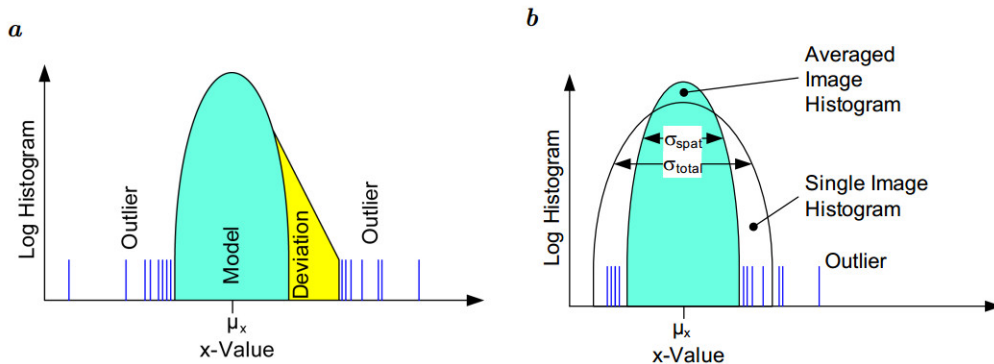 a
Log Histogram
Outlier
Model
Deviation
Outlier
μx
x-Value
b
Averaged
Image
Histogram
Log Histogram
σspat
σtotal
Single Image
Histogram
Outlier
μx
x-Value